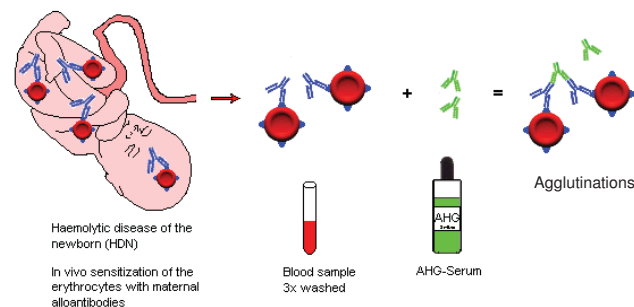 +
=
Agglutinations
AHG
Haemolytic disease of the
newborn (HDN)
In vivo sensitization of the
erythrocytes with maternal
alloantibodies
Blood sample
3x washed
AHG-Serum